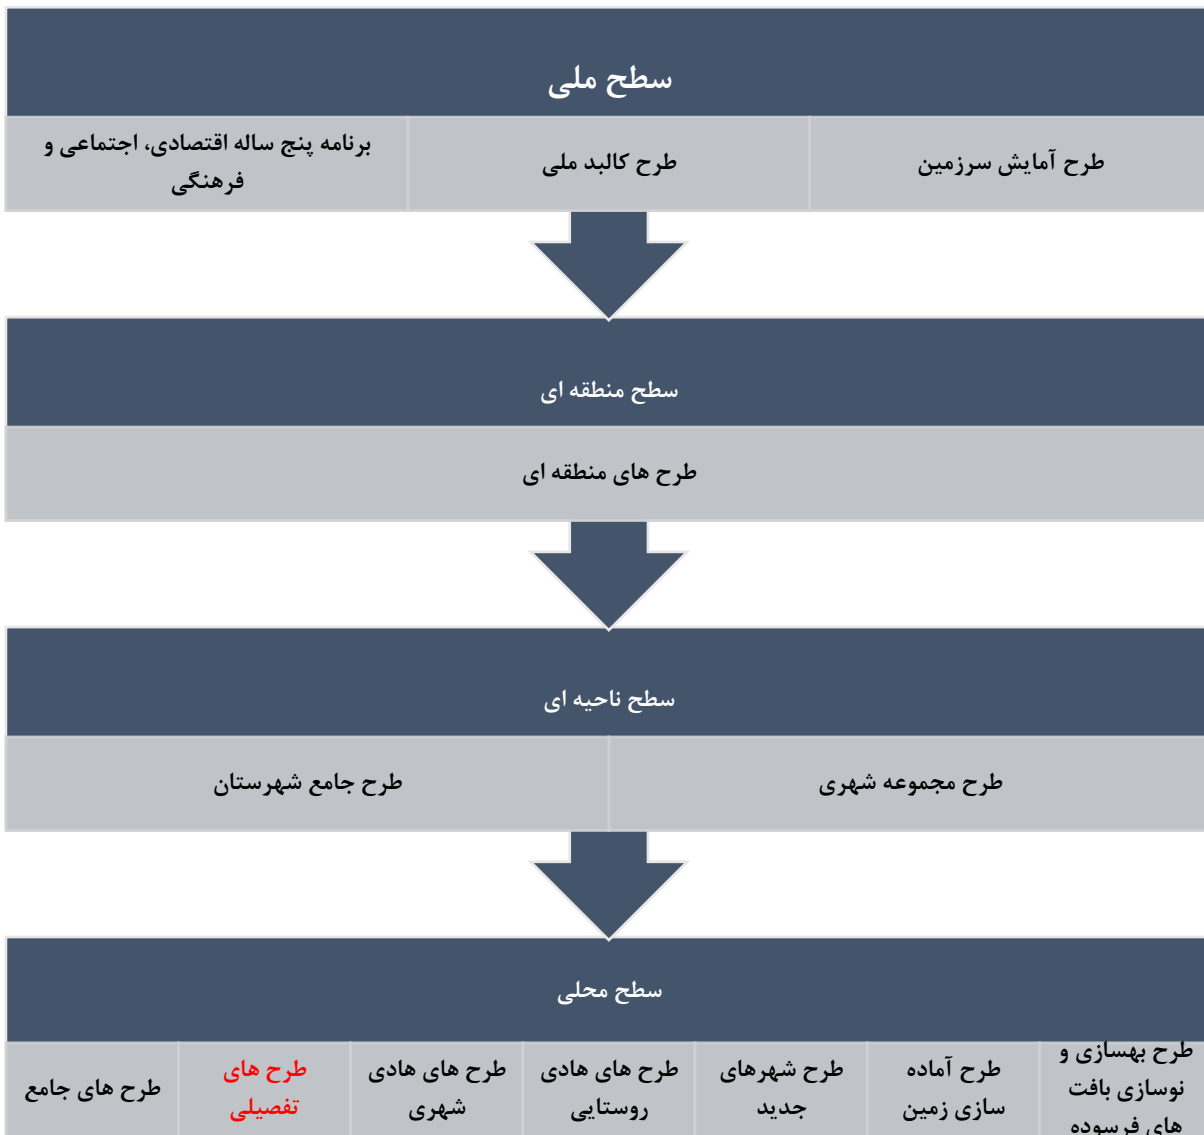 سطح ملی
طرح آمایش سرزمین
طرح کالبد ملی
برنامه پنج ساله اقتصادی، اجتماعی و
فرهنگی
سطح منطقه ای
طرح های منطقه ای
سطح ناحیه ای
طرح مجموعه شهری
طرح جامع شهرستان
سطح محلی
طرح بهسازی و
نوسازی بافت
های فرسوده
طرح آماده
سازی زمین
طرح شهرهای
جدید
طرح های هادی
روستایی
طرح های هادی
شهری
طرح های
تفصیلی
طرح های جامع